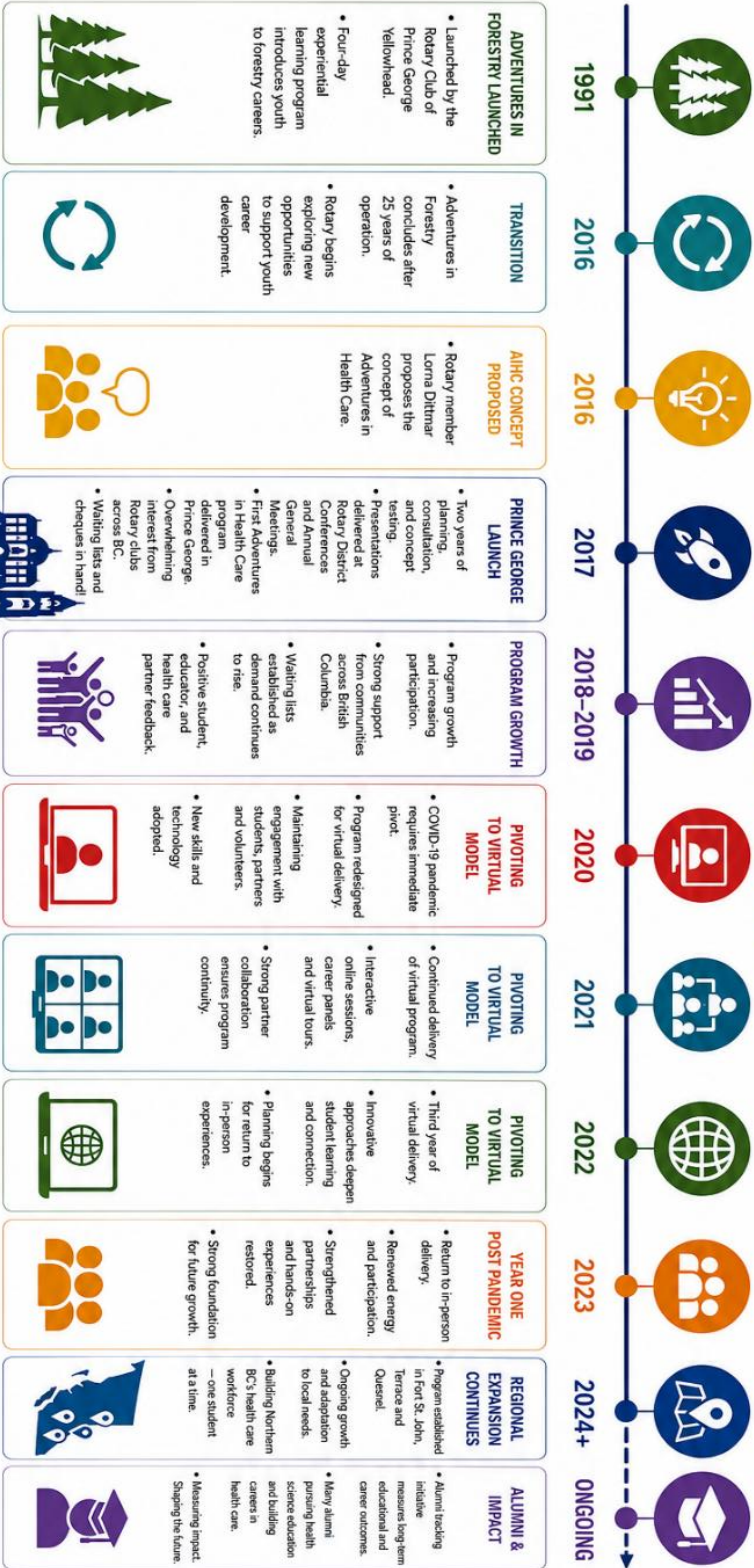 1991
ADVENTURES IN
FORESTRY LAUNCHED
• Launched by the
Rotary Club of
Prince George
Yellowhead.
• Four-day
experiential
learning program
introduces youth
to forestry careers.
2016
TRANSITION
• Adventures in
Forestry
concludes after
25 years of
operation.
• Rotary begins
exploring new
opportunities
to support youth
career
development.
2016
AIHC CONCEPT
PROPOSED
• Rotary member
Lorna Dittmar
proposes the
concept of
Adventures in
Health Care.
2017
PRINCE GEORGE
LAUNCH
• Two years of
planning,
consultation,
and concept
testing.
• Presentations
delivered at
Rotary District
Conferences
and Annual
General
Meetings.
• First Adventures
in Health Care
program
delivered in
Prince George.
• Overwhelming
interest from
Rotary clubs
across BC.
• Waiting lists and
cheques in hand!
2018–2019
PROGRAM GROWTH
• Program growth
and increasing
participation.
• Strong support
from communities
across British
Columbia.
• Waiting lists
established as
demand continues
to rise.
• Positive student,
educator, and
health care
partner feedback.
2020
PIVOTING
TO VIRTUAL
MODEL
• COVID-19 pandemic
requires immediate
pivot.
• Program redesigned
for virtual delivery.
• Maintaining
engagement with
students, partners
and volunteers.
• New skills and
technology
adopted.
2021
PIVOTING
TO VIRTUAL
MODEL
• Continued delivery
of virtual program.
• Interactive
online sessions,
career panels
and virtual tours.
• Strong partner
collaboration
ensures program
continuity.
2022
PIVOTING
TO VIRTUAL
MODEL
• Third year of
virtual delivery.
• Innovative
approaches deepen
student learning
and connection.
• Planning begins
for return to
in-person
experiences.
2023
YEAR ONE
POST PANDEMIC
• Return to in-person
delivery.
• Renewed energy
and participation.
• Strengthened
partnerships
and hands-on
experiences
restored.
• Strong foundation
for future growth.
2024+
REGIONAL
EXPANSION
CONTINUES
• Program established
in Fort St. John,
Terrace and
Quesnel.
• Ongoing growth
and adaptation
to local needs.
• Building Northern
BC's health care
workforce
— one student
at a time.
ONGOING
ALUMNI &
IMPACT
• Alumni tracking
initiative
measures long-term
educational and
career outcomes.
• Many alumni
pursuing health
science education
and building
careers in
health care.
• Measuring impact.
Shaping the future.